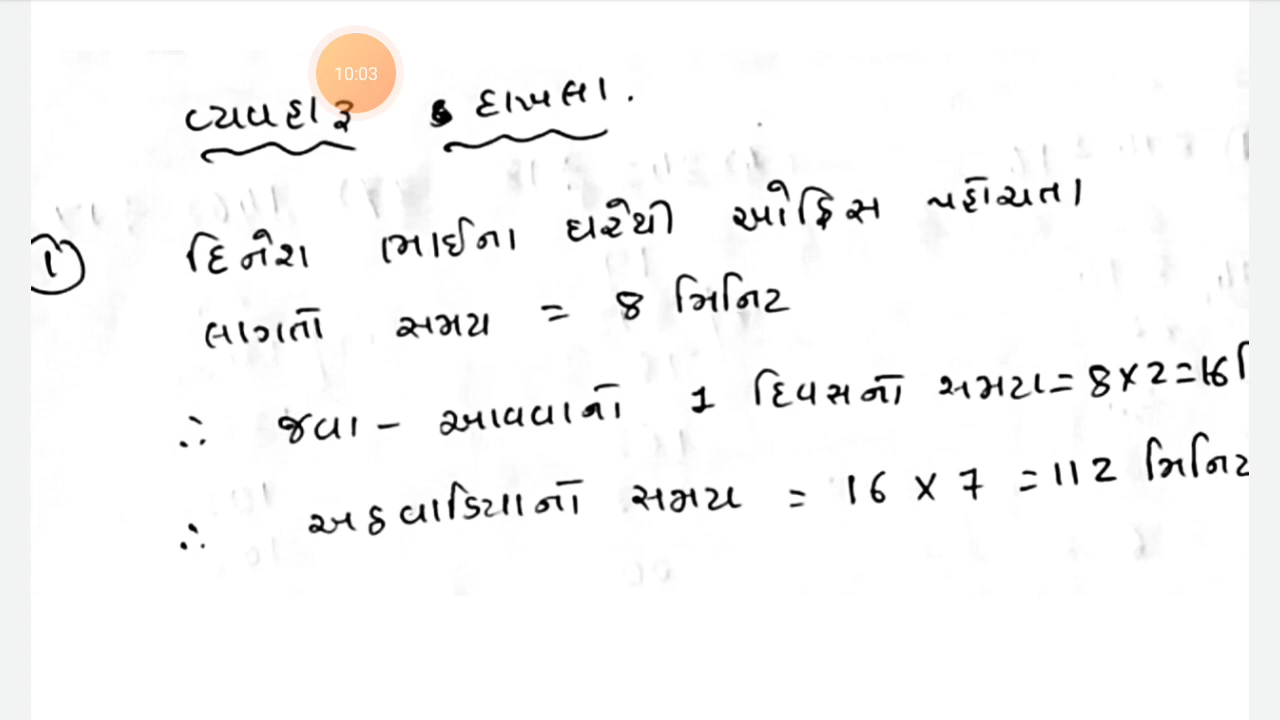 10:03
વ્યવહારુ દાખલા.
① દિનેશ ભાઈના ઘરેથી ઓફિસ પહોંચતા
લાગતો સમય = 8 મિનિટ
∴ જવા - આવવાનો 1 દિવસનો સમય = 8 × 2 = 16 મિ
∴ અઠવાડિયાનો સમય = 16 × 7 = 112 મિનિટ